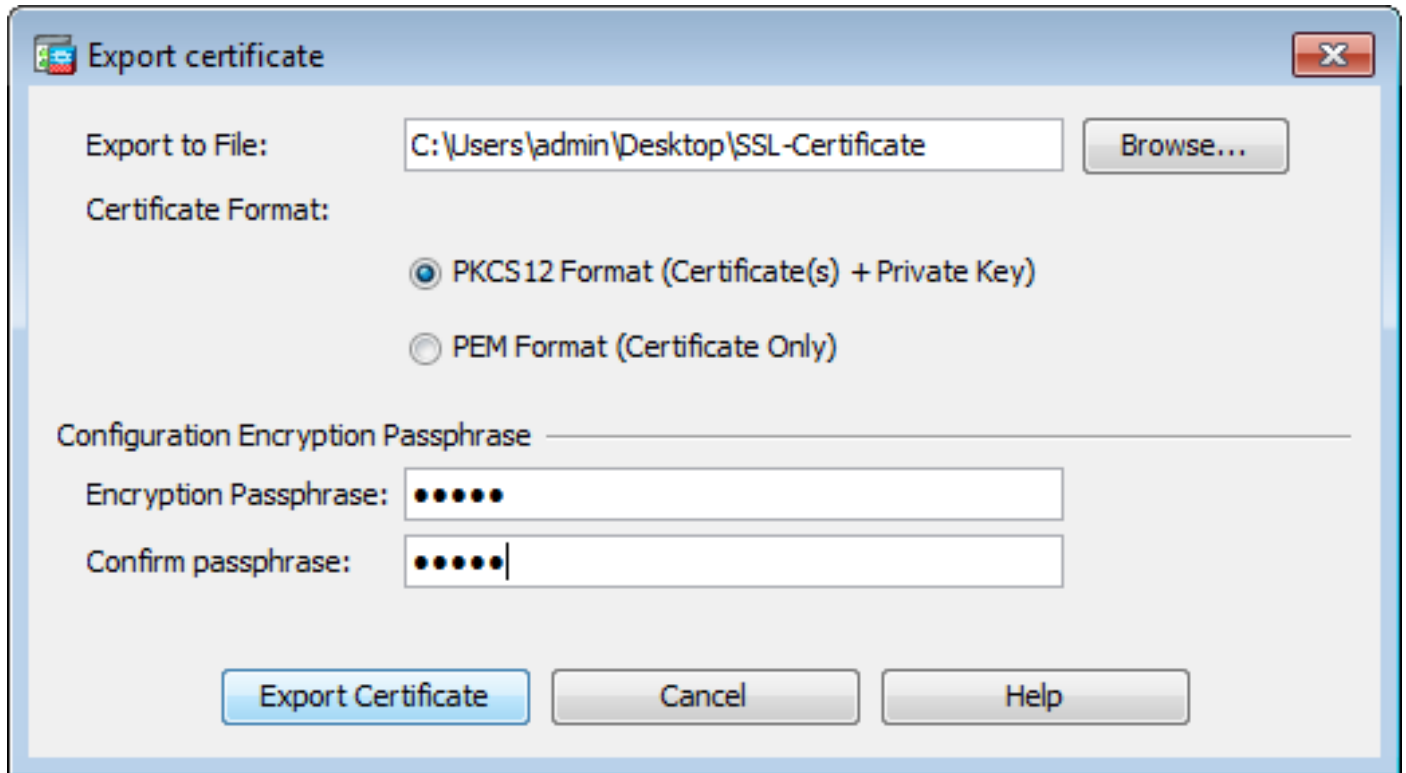 Export certificate
Export to File: C:\Users\admin\Desktop\SSL-Certificate Browse...
Certificate Format:
PKCS12 Format (Certificate(s) + Private Key)
PEM Format (Certificate Only)
Configuration Encryption Passphrase
Encryption Passphrase: •••••
Confirm passphrase: •••••
Export Certificate Cancel Help